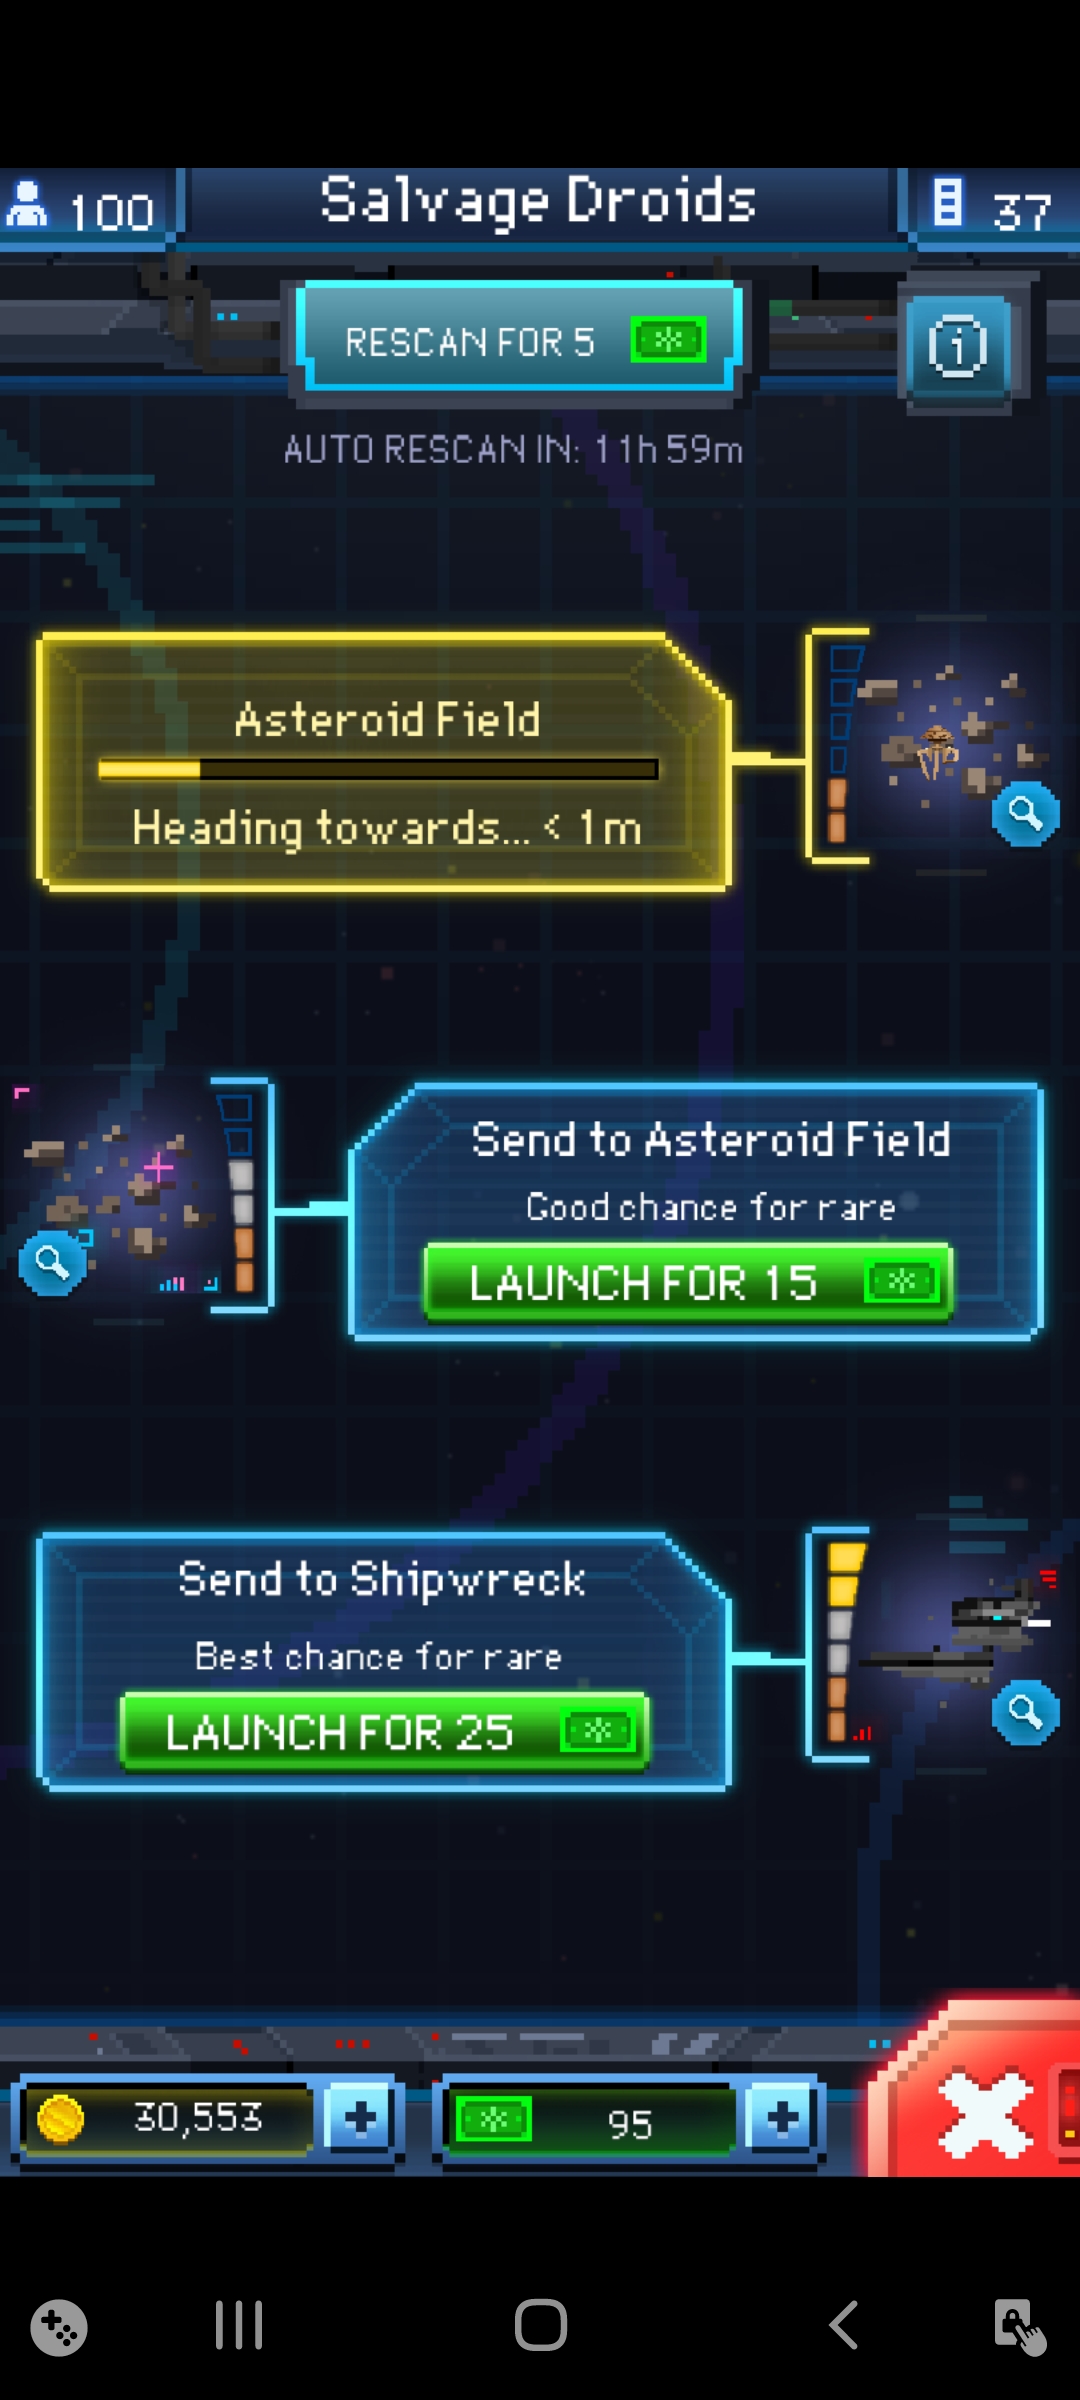 100
Salvage Droids
37
RESCAN FOR 5
AUTO RESCAN IN: 11h 59m
Asteroid Field
Heading towards... < 1m
Send to Asteroid Field
Good chance for rare
LAUNCH FOR 15
Send to Shipwreck
Best chance for rare
LAUNCH FOR 25
30,553
95